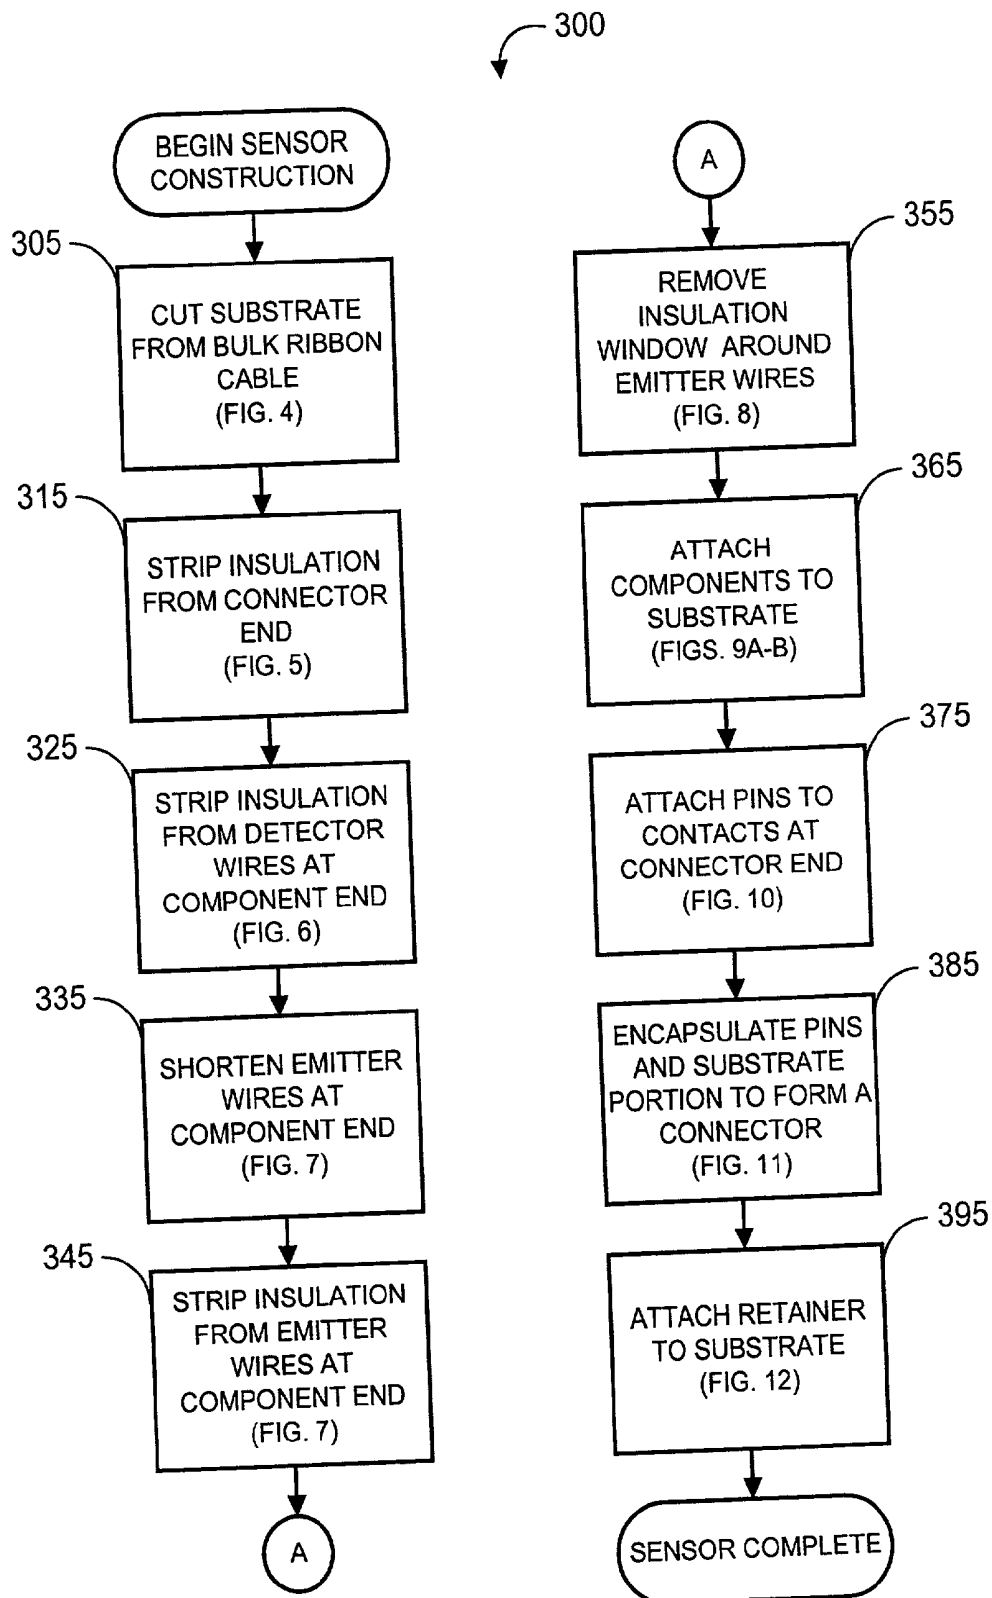 300
BEGIN SENSOR
CONSTRUCTION
305
CUT SUBSTRATE
FROM BULK RIBBON
CABLE
(FIG. 4)
315
STRIP INSULATION
FROM CONNECTOR
END
(FIG. 5)
325
STRIP INSULATION
FROM DETECTOR
WIRES AT
COMPONENT END
(FIG. 6)
335
SHORTEN EMITTER
WIRES AT
COMPONENT END
(FIG. 7)
345
STRIP INSULATION
FROM EMITTER
WIRES AT
COMPONENT END
(FIG. 7)
A
A
355
REMOVE
INSULATION
WINDOW AROUND
EMITTER WIRES
(FIG. 8)
365
ATTACH
COMPONENTS TO
SUBSTRATE
(FIGS. 9A-B)
375
ATTACH PINS TO
CONTACTS AT
CONNECTOR END
(FIG. 10)
385
ENCAPSULATE PINS
AND SUBSTRATE
PORTION TO FORM A
CONNECTOR
(FIG. 11)
395
ATTACH RETAINER
TO SUBSTRATE
(FIG. 12)
SENSOR COMPLETE